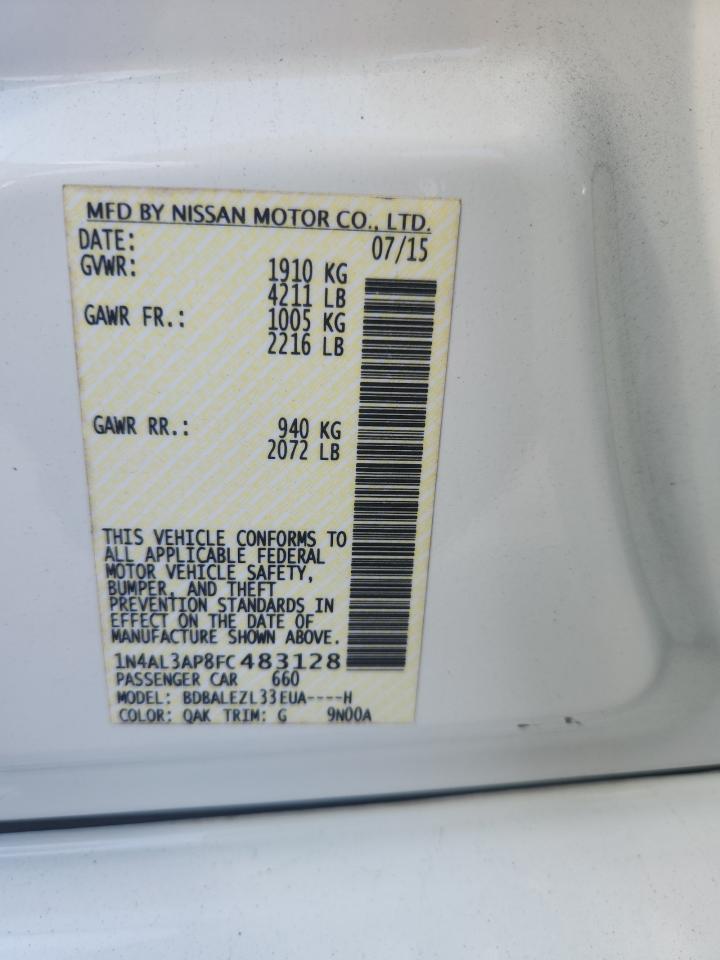 MFD BY NISSAN MOTOR CO., LTD.
DATE: 07/15
GVWR: 1910 KG
4211 LB
GAWR FR.: 1005 KG
2216 LB
GAWR RR.: 940 KG
2072 LB
THIS VEHICLE CONFORMS TO
ALL APPLICABLE FEDERAL
MOTOR VEHICLE SAFETY,
BUMPER, AND THEFT
PREVENTION STANDARDS IN
EFFECT ON THE DATE OF
MANUFACTURE SHOWN ABOVE.
1N4AL3AP8FC 483128
PASSENGER CAR 660
MODEL: BDBALEZL33EUA----H
COLOR: QAK TRIM: G 9N00A